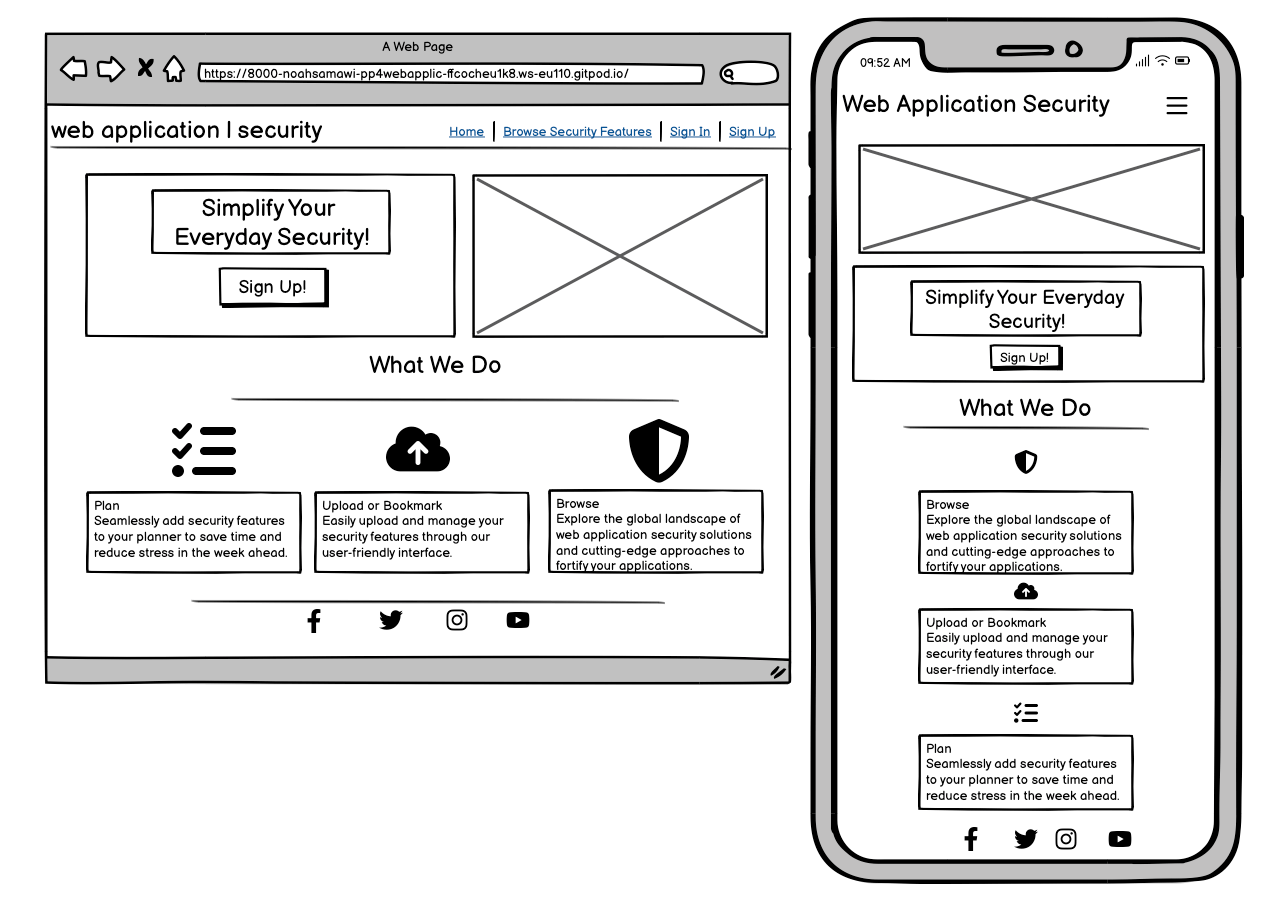 A Web Page
https://8000-noahsamawi-pp4webapplic-ffcocheu1k8.ws-eu110.gitpod.io/
web application | security
Home
Browse Security Features
Sign In
Sign Up
Simplify Your
Everyday Security!
Sign Up!
What We Do
Plan
Seamlessly add security features
to your planner to save time and
reduce stress in the week ahead.
Upload or Bookmark
Easily upload and manage your
security features through our
user-friendly interface.
Browse
Explore the global landscape of
web application security solutions
and cutting-edge approaches to
fortify your applications.
09:52 AM
Web Application Security
Simplify Your Everyday
Security!
Sign Up!
What We Do
Browse
Explore the global landscape of
web application security solutions
and cutting-edge approaches to
fortify your applications.
Upload or Bookmark
Easily upload and manage your
security features through our
user-friendly interface.
Plan
Seamlessly add security features
to your planner to save time and
reduce stress in the week ahead.